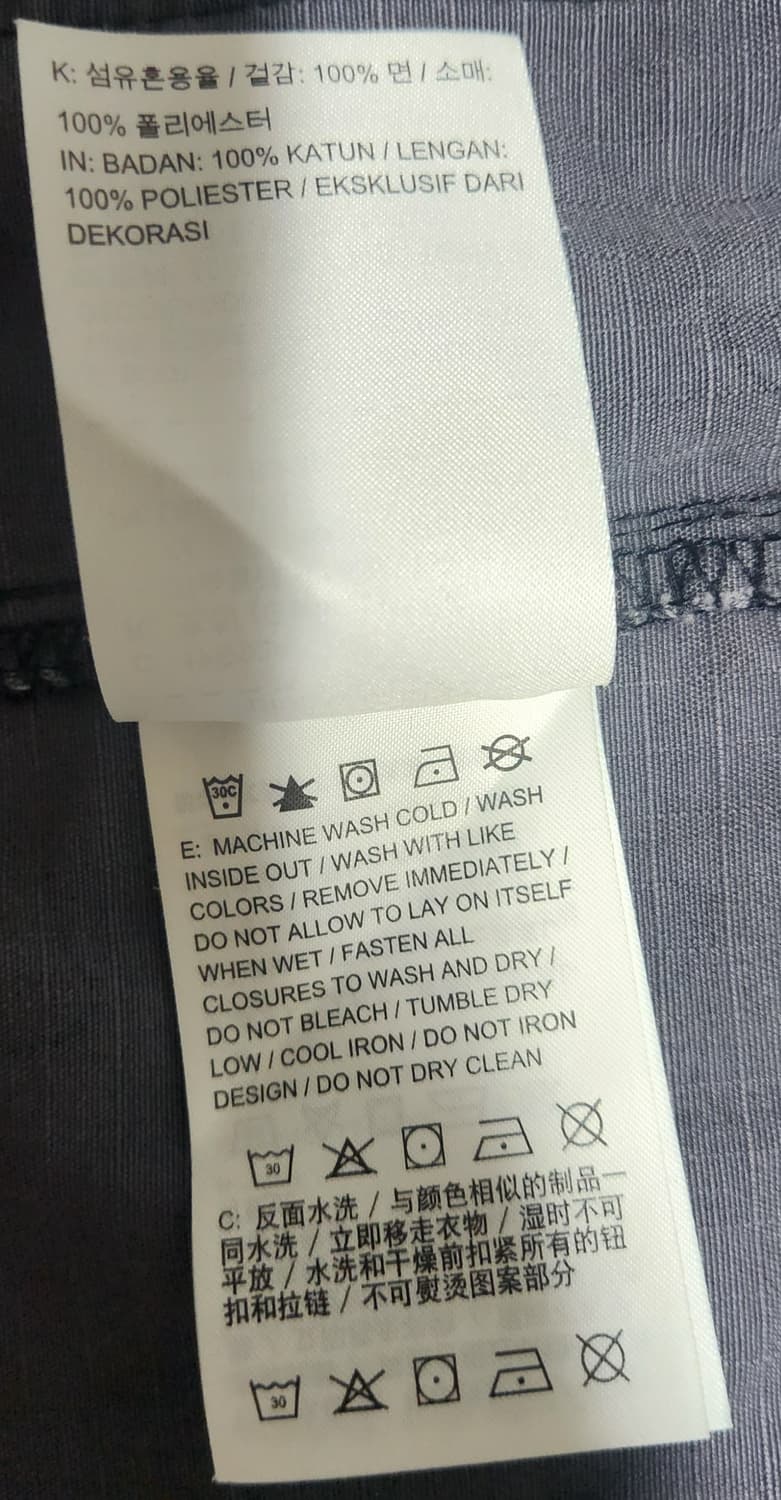 K: 섬유혼용율 / 겉감: 100% 면 / 소매:
100% 폴리에스터
IN: BADAN: 100% KATUN / LENGAN:
100% POLIESTER / EKSKLUSIF DARI
DEKORASI
30C
E: MACHINE WASH COLD / WASH
INSIDE OUT / WASH WITH LIKE
COLORS / REMOVE IMMEDIATELY /
DO NOT ALLOW TO LAY ON ITSELF
WHEN WET / FASTEN ALL
CLOSURES TO WASH AND DRY /
DO NOT BLEACH / TUMBLE DRY
LOW / COOL IRON / DO NOT IRON
DESIGN / DO NOT DRY CLEAN
30
C: 反面水洗 / 与颜色相似的制品一
同水洗 / 立即移走衣物 / 湿时不可
平放 / 水洗和干燥前扣紧所有的钮
扣和拉链 / 不可熨烫图案部分
30